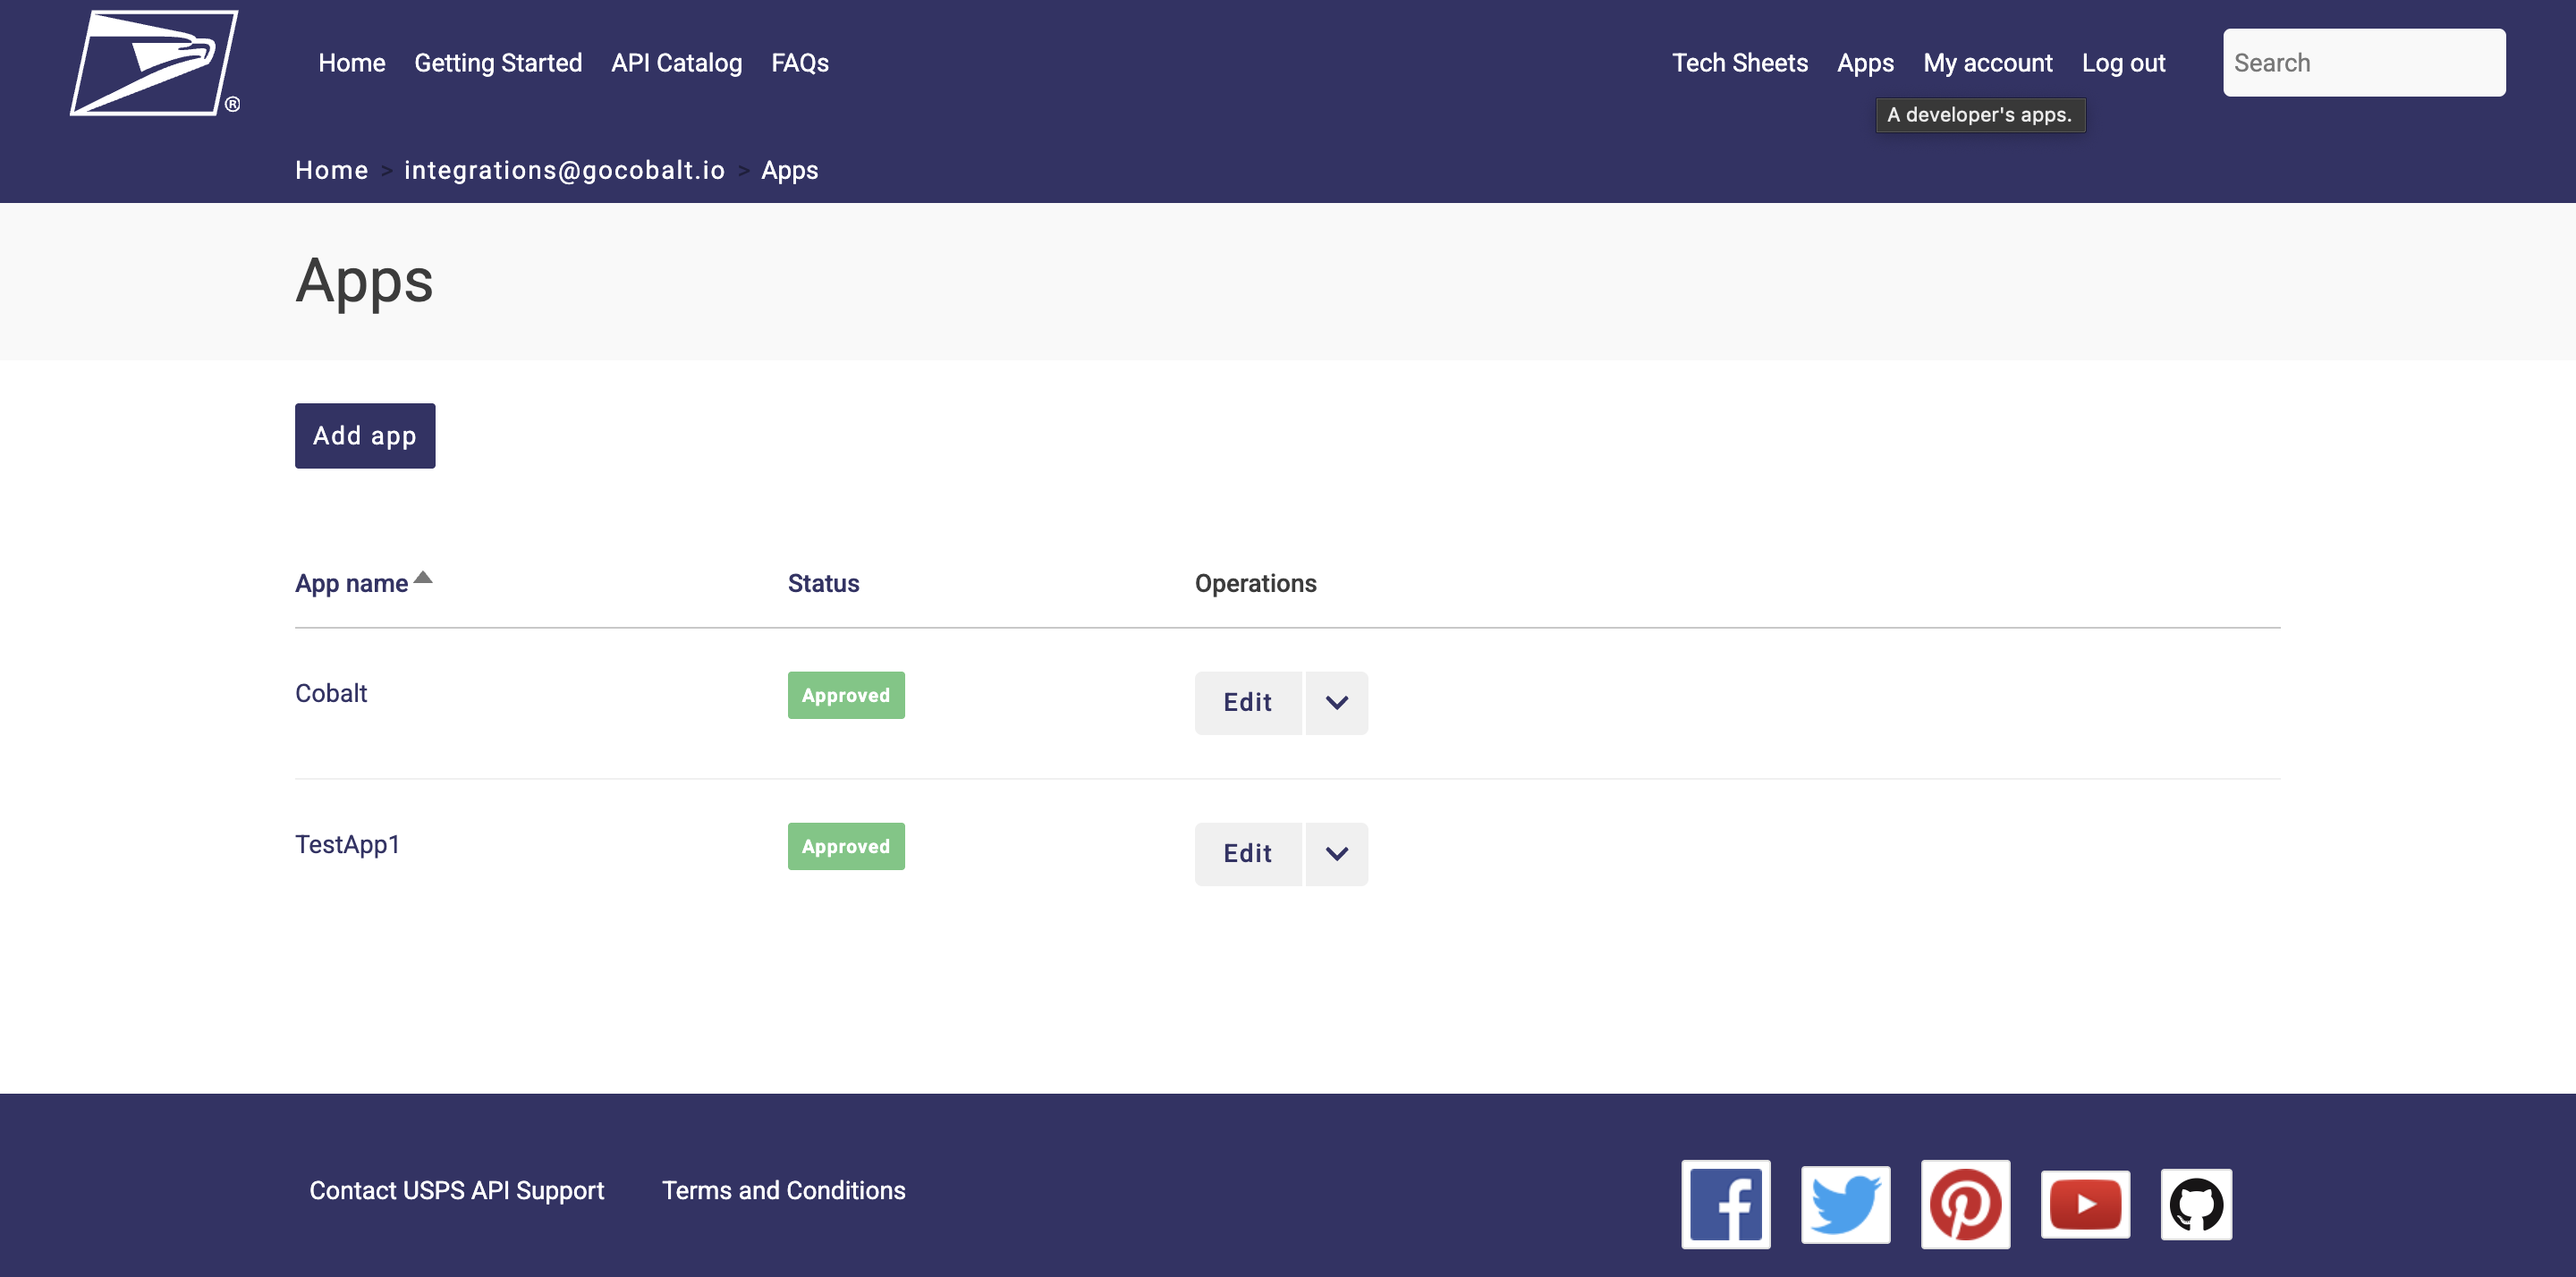 Home Getting Started API Catalog FAQs Tech Sheets Apps My account Log out Search
®
A developer's apps.
Home > integrations@gocobalt.io > Apps
Apps
Add app
App name Status Operations
Cobalt Approved Edit
TestApp1 Approved Edit
Contact USPS API Support Terms and Conditions